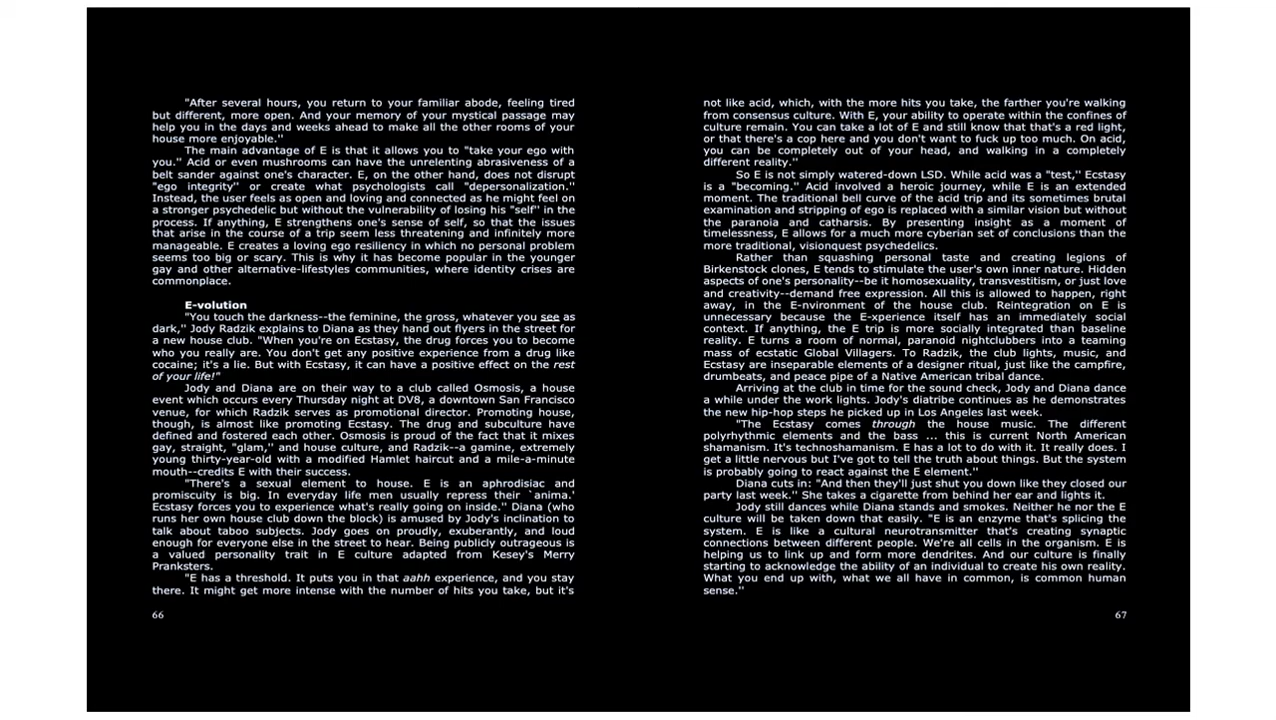 "After several hours, you return to your familiar abode, feeling tired
but different, more open. And your memory of your mystical passage may
help you in the days and weeks ahead to make all the other rooms of your
house more enjoyable."
The main advantage of E is that it allows you to "take your ego with
you." Acid or even mushrooms can have the unrelenting abrasiveness of a
belt sander against one's character. E, on the other hand, does not disrupt
"ego integrity" or create what psychologists call "depersonalization."
Instead, the user feels as open and loving and connected as he might feel on
a stronger psychedelic but without the vulnerability of losing his "self" in the
process. If anything, E strengthens one's sense of self, so that the issues
that arise in the course of a trip seem less threatening and infinitely more
manageable. E creates a loving ego resiliency in which no personal problem
seems too big or scary. This is why it has become popular in the younger
gay and other alternative-lifestyles communities, where identity crises are
commonplace.
E-volution
"You touch the darkness--the feminine, the gross, whatever you see as
dark," Jody Radzik explains to Diana as they hand out flyers in the street for
a new house club. "When you're on Ecstasy, the drug forces you to become
who you really are. You don't get any positive experience from a drug like
cocaine; it's a lie. But with Ecstasy, it can have a positive effect on the rest
of your life!"
Jody and Diana are on their way to a club called Osmosis, a house
event which occurs every Thursday night at DV8, a downtown San Francisco
venue, for which Radzik serves as promotional director. Promoting house,
though, is almost like promoting Ecstasy. The drug and subculture have
defined and fostered each other. Osmosis is proud of the fact that it mixes
gay, straight, "glam," and house culture, and Radzik--a gamine, extremely
young thirty-year-old with a modified Hamlet haircut and a mile-a-minute
mouth--credits E with their success.
"There's a sexual element to house. E is an aphrodisiac and
promiscuity is big. In everyday life men usually repress their `anima.'
Ecstasy forces you to experience what's really going on inside." Diana (who
runs her own house club down the block) is amused by Jody's inclination to
talk about taboo subjects. Jody goes on proudly, exuberantly, and loud
enough for everyone else in the street to hear. Being publicly outrageous is
a valued personality trait in E culture adapted from Kesey's Merry
Pranksters.
"E has a threshold. It puts you in that aahh experience, and you stay
there. It might get more intense with the number of hits you take, but it's
66
not like acid, which, with the more hits you take, the farther you're walking
from consensus culture. With E, your ability to operate within the confines of
culture remain. You can take a lot of E and still know that that's a red light,
or that there's a cop here and you don't want to fuck up too much. On acid,
you can be completely out of your head, and walking in a completely
different reality."
So E is not simply watered-down LSD. While acid was a "test," Ecstasy
is a "becoming." Acid involved a heroic journey, while E is an extended
moment. The traditional bell curve of the acid trip and its sometimes brutal
examination and stripping of ego is replaced with a similar vision but without
the paranoia and catharsis. By presenting insight as a moment of
timelessness, E allows for a much more cyberian set of conclusions than the
more traditional, visionquest psychedelics.
Rather than squashing personal taste and creating legions of
Birkenstock clones, E tends to stimulate the user's own inner nature. Hidden
aspects of one's personality--be it homosexuality, transvestitism, or just love
and creativity--demand free expression. All this is allowed to happen, right
away, in the E-nvironment of the house club. Reintegration on E is
unnecessary because the E-xperience itself has an immediately social
context. If anything, the E trip is more socially integrated than baseline
reality. E turns a room of normal, paranoid nightclubbers into a teaming
mass of ecstatic Global Villagers. To Radzik, the club lights, music, and
Ecstasy are inseparable elements of a designer ritual, just like the campfire,
drumbeats, and peace pipe of a Native American tribal dance.
Arriving at the club in time for the sound check, Jody and Diana dance
a while under the work lights. Jody's diatribe continues as he demonstrates
the new hip-hop steps he picked up in Los Angeles last week.
"The Ecstasy comes through the house music. The different
polyrhythmic elements and the bass ... this is current North American
shamanism. It's technoshamanism. E has a lot to do with it. It really does. I
get a little nervous but I've got to tell the truth about things. But the system
is probably going to react against the E element."
Diana cuts in: "And then they'll just shut you down like they closed our
party last week." She takes a cigarette from behind her ear and lights it.
Jody still dances while Diana stands and smokes. Neither he nor the E
culture will be taken down that easily. "E is an enzyme that's splicing the
system. E is like a cultural neurotransmitter that's creating synaptic
connections between different people. We're all cells in the organism. E is
helping us to link up and form more dendrites. And our culture is finally
starting to acknowledge the ability of an individual to create his own reality.
What you end up with, what we all have in common, is common human
sense."
67